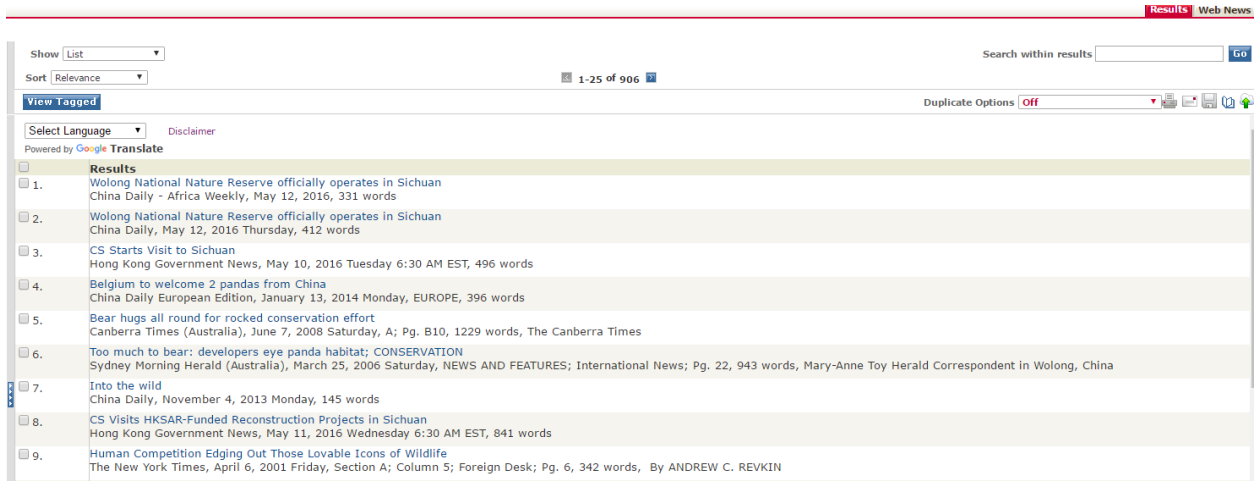 Results Web News
Show List
Search within results Go
Sort Relevance
1-25 of 906
View Tagged
Duplicate Options Off
Select Language Disclaimer
Powered by Google Translate
Results
1. Wolong National Nature Reserve officially operates in Sichuan
China Daily - Africa Weekly, May 12, 2016, 331 words
2. Wolong National Nature Reserve officially operates in Sichuan
China Daily, May 12, 2016 Thursday, 412 words
3. CS Starts Visit to Sichuan
Hong Kong Government News, May 10, 2016 Tuesday 6:30 AM EST, 496 words
4. Belgium to welcome 2 pandas from China
China Daily European Edition, January 13, 2014 Monday, EUROPE, 396 words
5. Bear hugs all round for rocked conservation effort
Canberra Times (Australia), June 7, 2008 Saturday, A; Pg. B10, 1229 words, The Canberra Times
6. Too much to bear: developers eye panda habitat; CONSERVATION
Sydney Morning Herald (Australia), March 25, 2006 Saturday, NEWS AND FEATURES; International News; Pg. 22, 943 words, Mary-Anne Toy Herald Correspondent in Wolong, China
7. Into the wild
China Daily, November 4, 2013 Monday, 145 words
8. CS Visits HKSAR-Funded Reconstruction Projects in Sichuan
Hong Kong Government News, May 11, 2016 Wednesday 6:30 AM EST, 841 words
9. Human Competition Edging Out Those Lovable Icons of Wildlife
The New York Times, April 6, 2001 Friday, Section A; Column 5; Foreign Desk; Pg. 6, 342 words, By ANDREW C. REVKIN